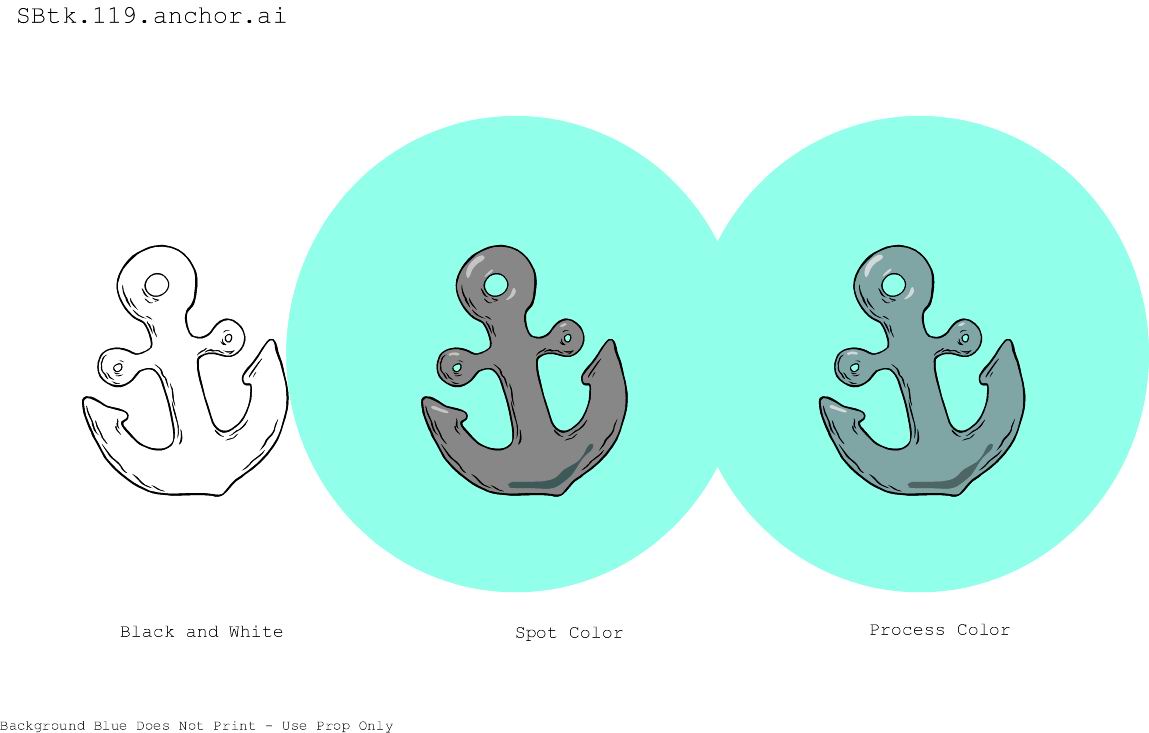 SBtk.119.anchor.ai
Black and White
Spot Color
Process Color
Background Blue Does Not Print - Use Prop Only